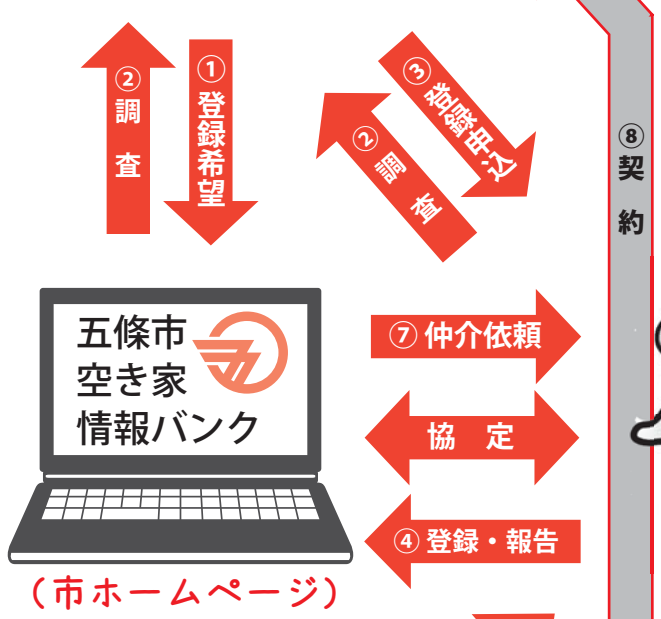 ②調査
①登録希望
③登録申込
②調査
⑧契約
五條市
空き家
情報バンク
⑦仲介依頼
協定
④登録・報告
(市ホームページ)